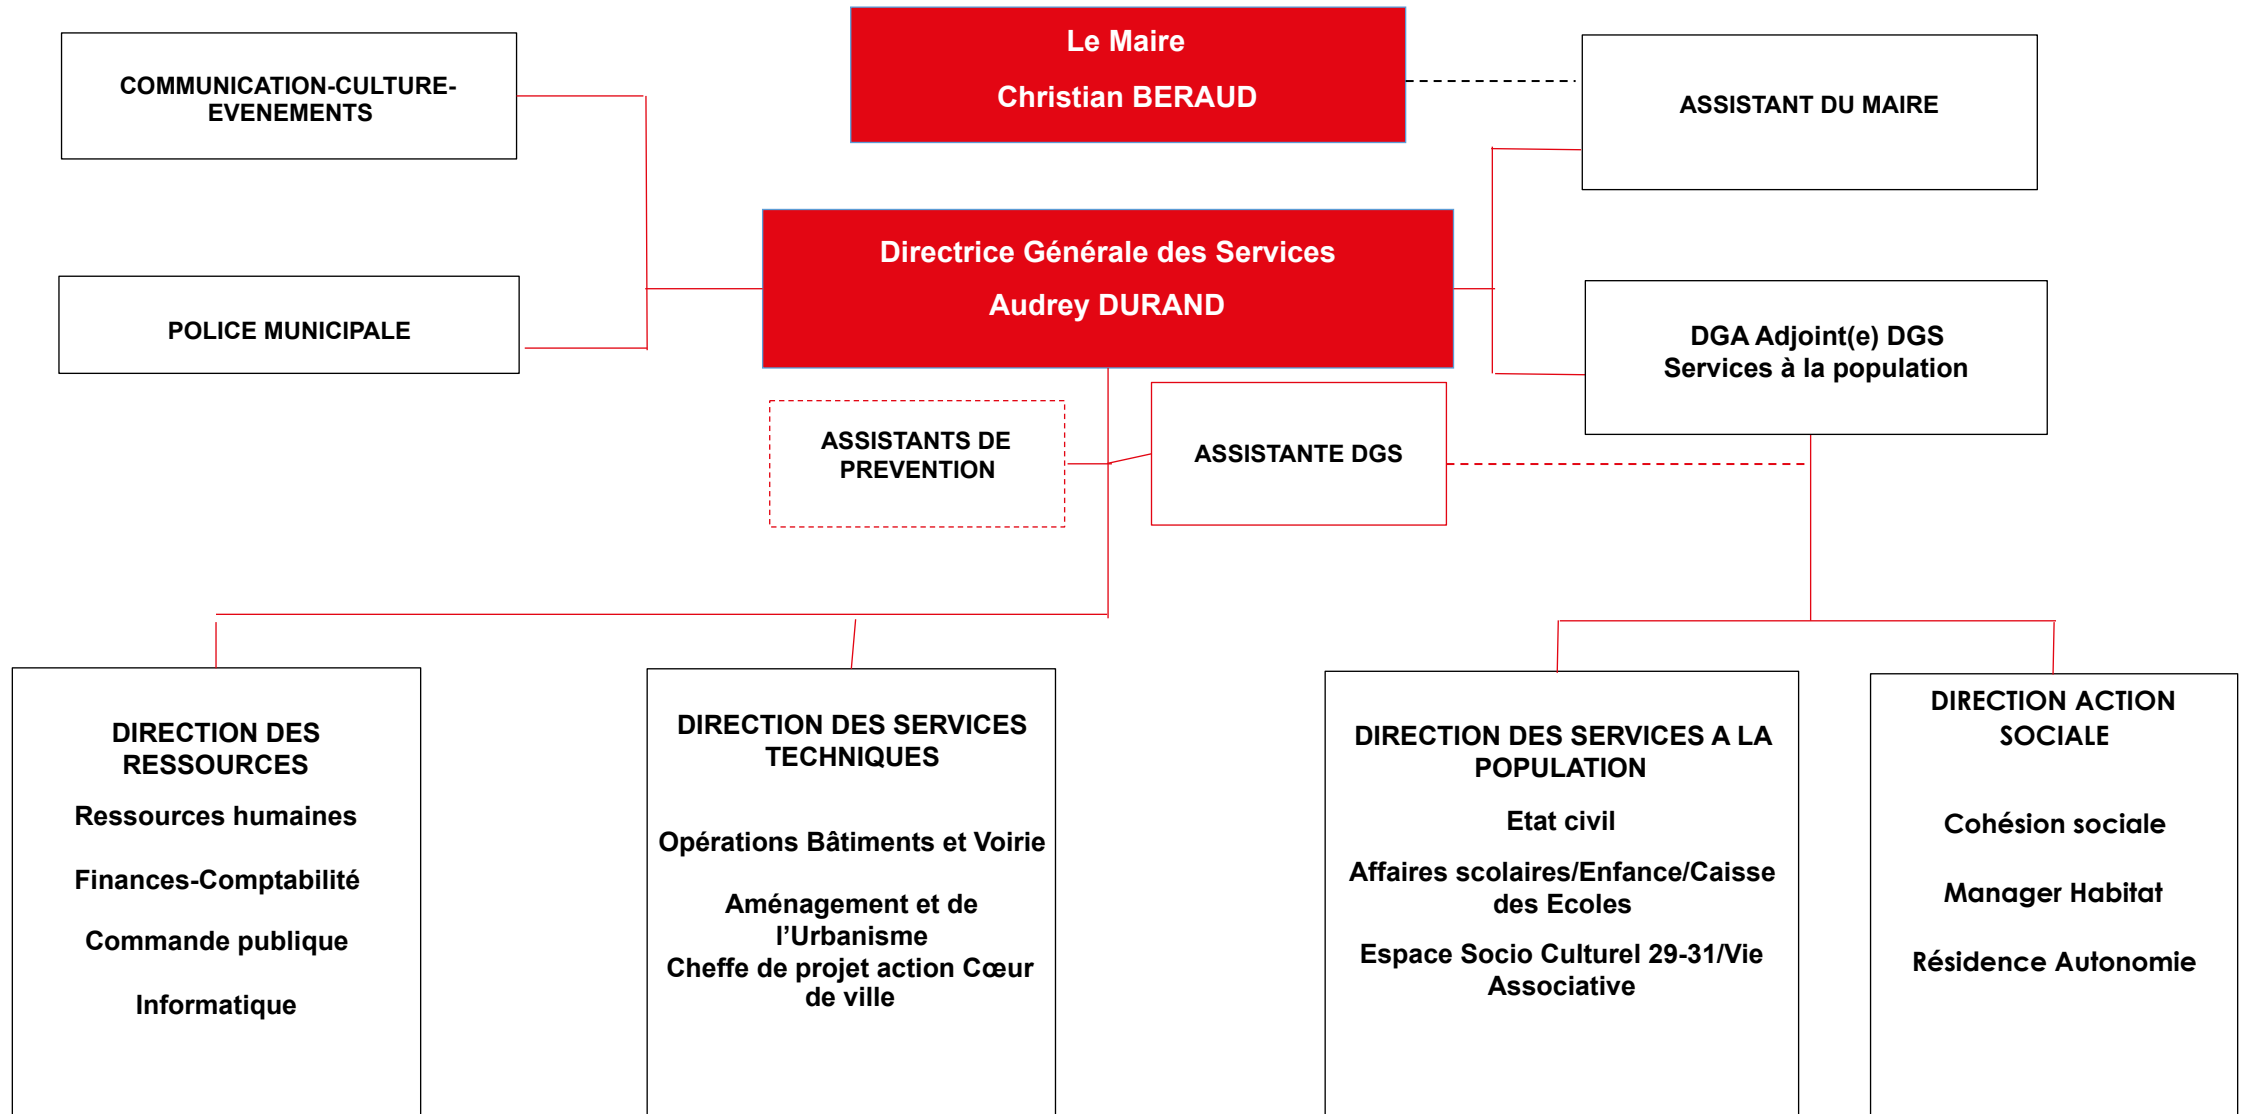 Le Maire
Christian BERAUD
COMMUNICATION-CULTURE-
EVENEMENTS
ASSISTANT DU MAIRE
Directrice Générale des Services
Audrey DURAND
POLICE MUNICIPALE
DGA Adjoint(e) DGS
Services à la population
ASSISTANTS DE
PREVENTION
ASSISTANTE DGS
DIRECTION DES
RESSOURCES
Ressources humaines
Finances-Comptabilité
Commande publique
Informatique
DIRECTION DES SERVICES
TECHNIQUES
Opérations Bâtiments et Voirie
Aménagement et de
l’Urbanisme
Cheffe de projet action Cœur
de ville
DIRECTION DES SERVICES A LA
POPULATION
Etat civil
Affaires scolaires/Enfance/Caisse
des Ecoles
Espace Socio Culturel 29-31/Vie
Associative
DIRECTION ACTION
SOCIALE
Cohésion sociale
Manager Habitat
Résidence Autonomie